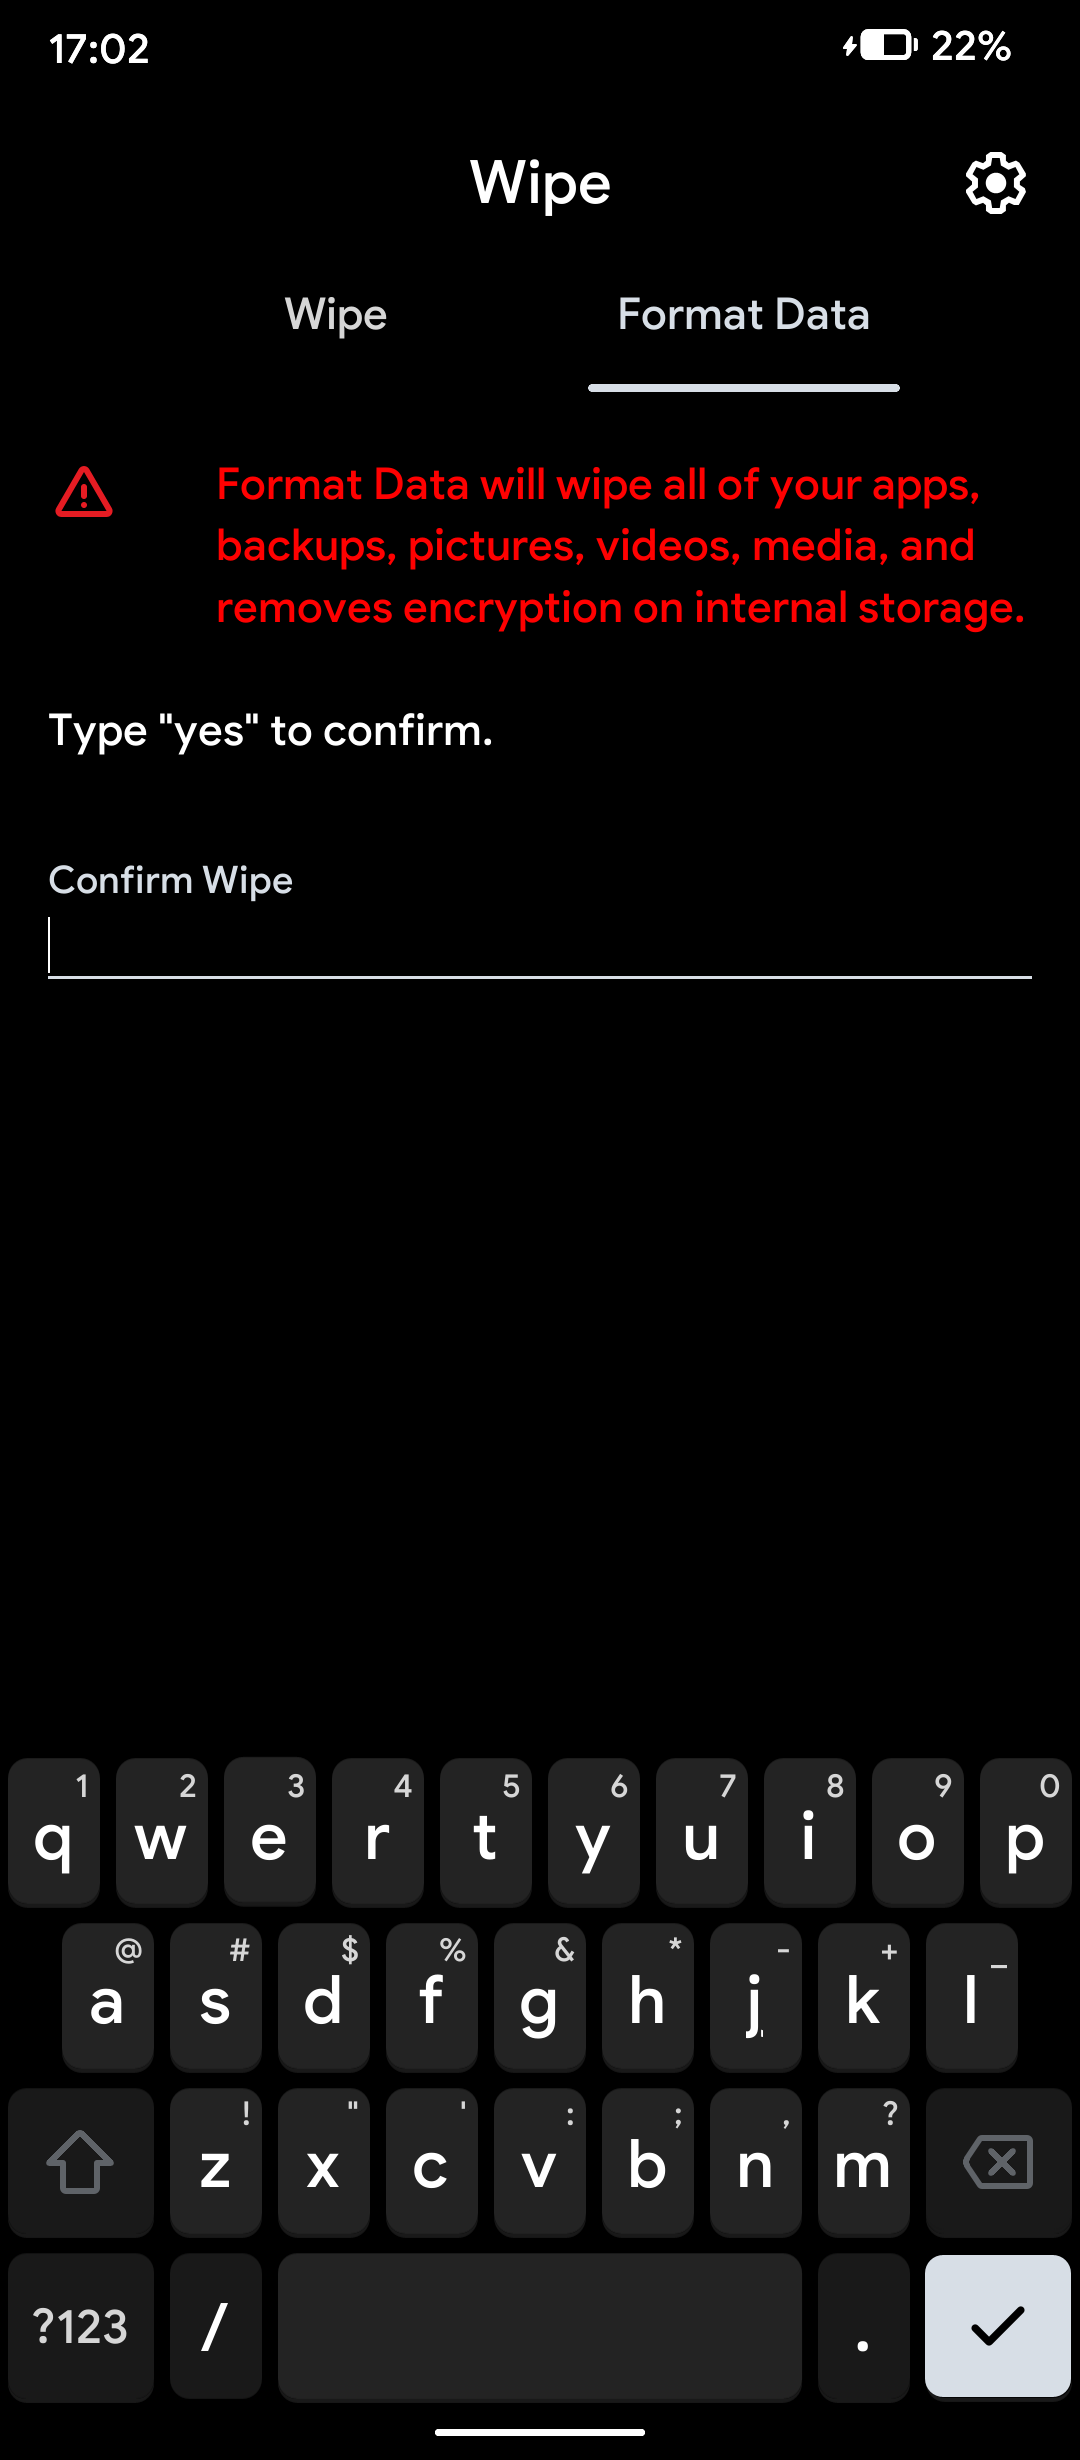 17:02 22%
Wipe
Wipe Format Data
Format Data will wipe all of your apps,
backups, pictures, videos, media, and
removes encryption on internal storage.
Type "yes" to confirm.
Confirm Wipe
1 2 3 4 5 6 7 8 9 0
q w e r t y u i o p
@ # $ % & * - + _
a s d f g h j k l
! " ' : ; , ?
z x c v b n m
?123 / .